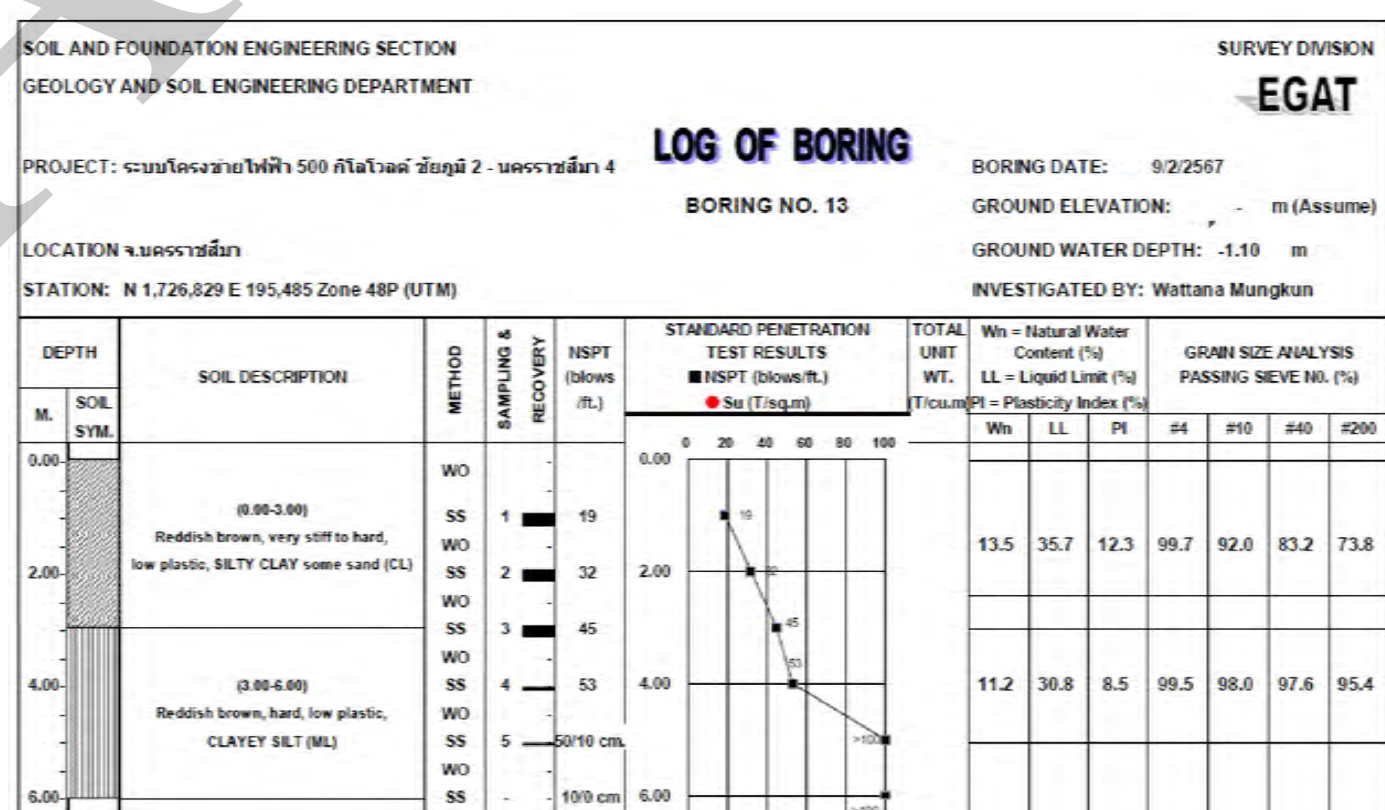 SOIL AND FOUNDATION ENGINEERING SECTION
SURVEY DIVISION
GEOLOGY AND SOIL ENGINEERING DEPARTMENT
EGAT
LOG OF BORING
PROJECT: ระบบโครงข่ายไฟฟ้า 500 กิโลโวลต์ ชัยภูมิ 2 - นครราชสีมา 4
BORING DATE: 9/2/2567
BORING NO. 13
GROUND ELEVATION: - m (Assume)
LOCATION จ.นครราชสีมา
GROUND WATER DEPTH: -1.10 m
STATION: N 1,726,829 E 195,485 Zone 48P (UTM)
INVESTIGATED BY: Wattana Mungkun
DEPTH
M.
SOIL SYM.
SOIL DESCRIPTION
METHOD
SAMPLING & RECOVERY
NSPT
(blows
/ft.)
STANDARD PENETRATION
TEST RESULTS
NSPT (blows/ft.)
Su (T/sq.m)
TOTAL
UNIT
WT.
(T/cu.m
Wn = Natural Water
Content (%)
LL = Liquid Limit (%)
PI = Plasticity Index (%)
GRAIN SIZE ANALYSIS
PASSING SIEVE N0. (%)
Wn LL PI #4 #10 #40 #200
0 20 40 60 80 100
0.00 0.00
WO
(0.00-3.00)
SS 1 19 19
Reddish brown, very stiff to hard,
WO
13.5 35.7 12.3 99.7 92.0 83.2 73.8
low plastic, SILTY CLAY some sand (CL)
2.00 SS 2 32 2.00 32
WO
SS 3 45 45
WO
53
4.00 (3.00-6.00) SS 4 53 4.00 11.2 30.8 8.5 99.5 98.0 97.6 95.4
Reddish brown, hard, low plastic,
WO
CLAYEY SILT (ML)
SS 5 50/10 cm. >100
WO
6.00 SS - 10/0 cm 6.00
>100